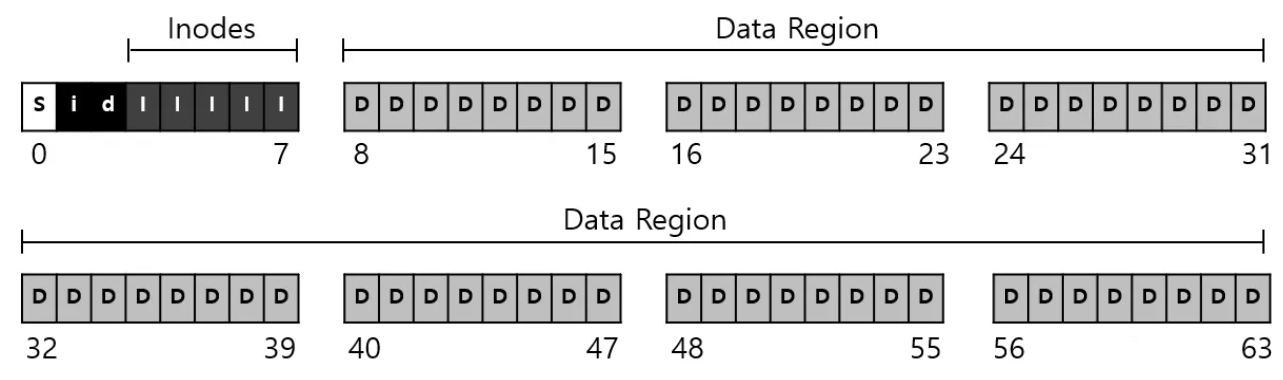 Inodes Data Region
S i d I I I I I D D D D D D D D D D D D D D D D D D D D D D D D
0 7 8 15 16 23 24 31
Data Region
D D D D D D D D D D D D D D D D D D D D D D D D D D D D D D D D
32 39 40 47 48 55 56 63